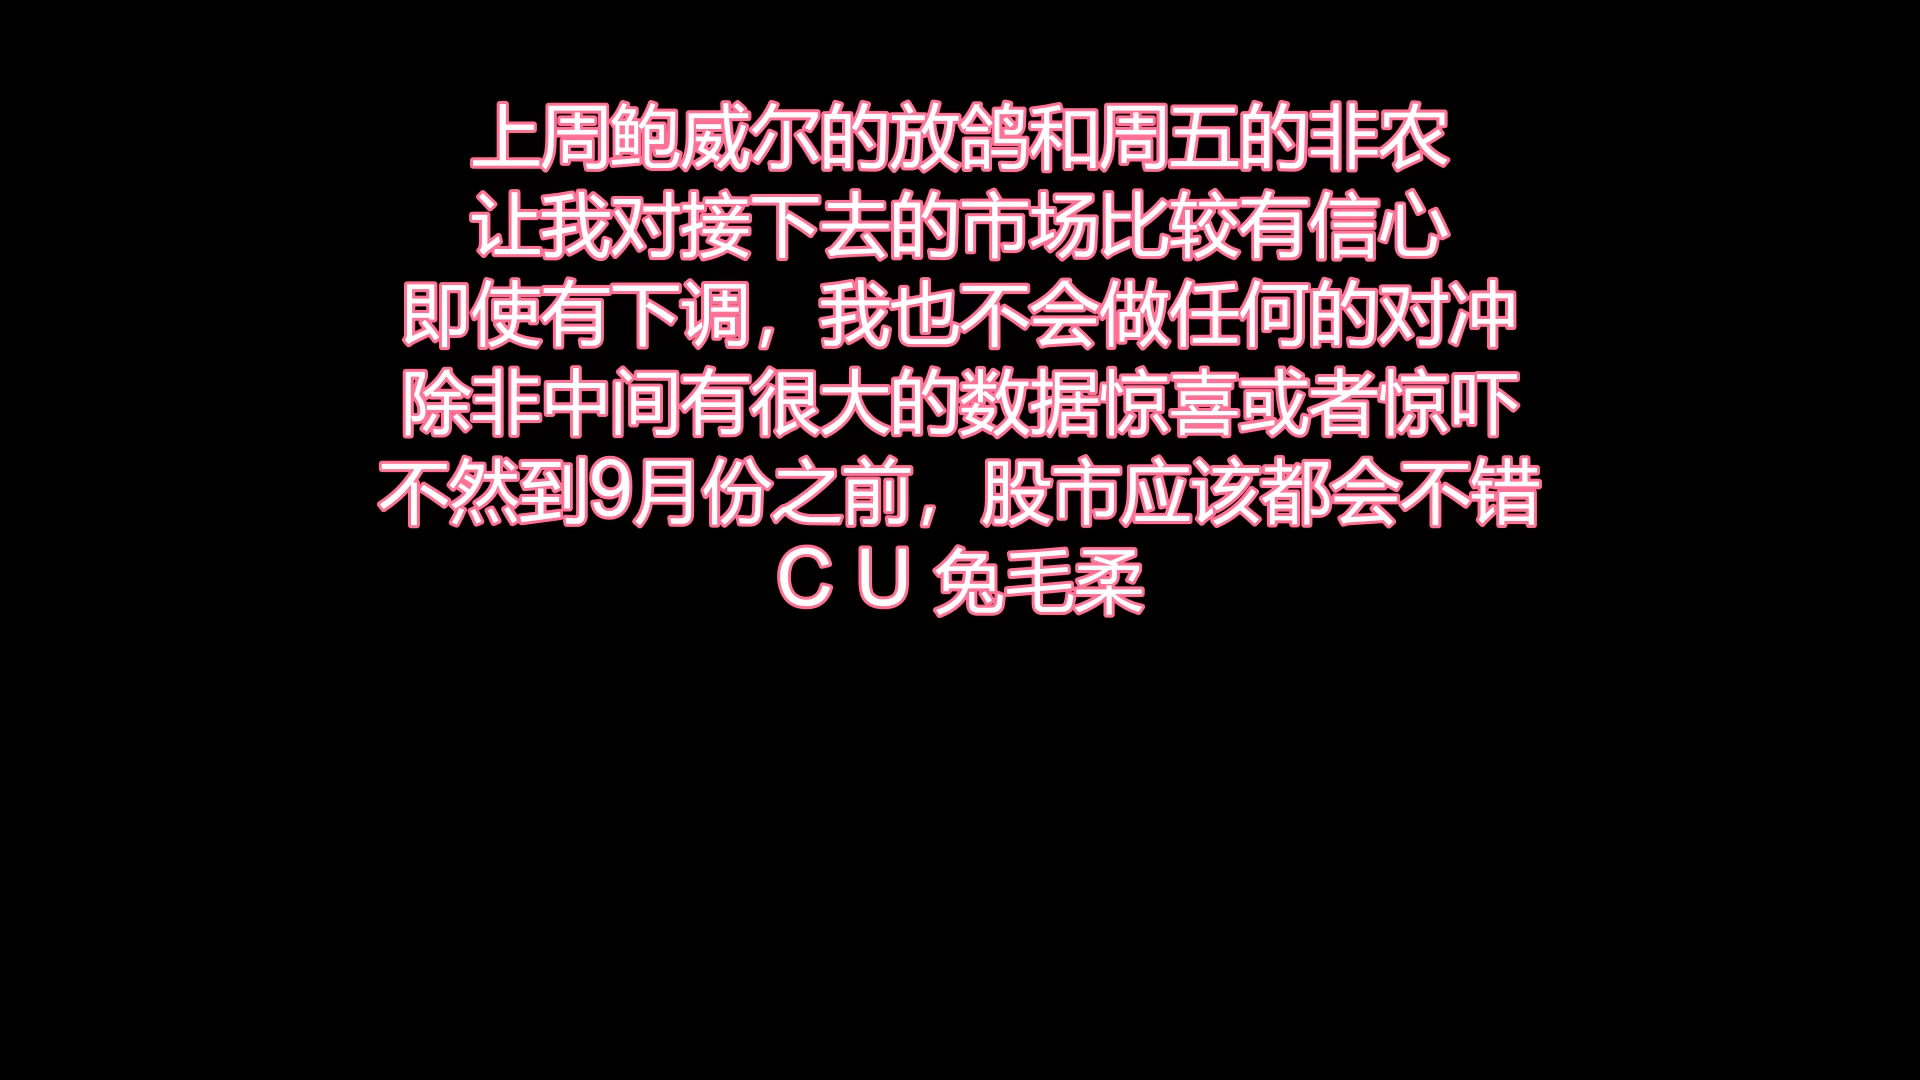 上周鲍威尔的放鸽和周五的非农
让我对接下去的市场比较有信心
即使有下调，我也不会做任何的对冲
除非中间有很大的数据惊喜或者惊吓
不然到9月份之前，股市应该都会不错
C U 兔毛柔